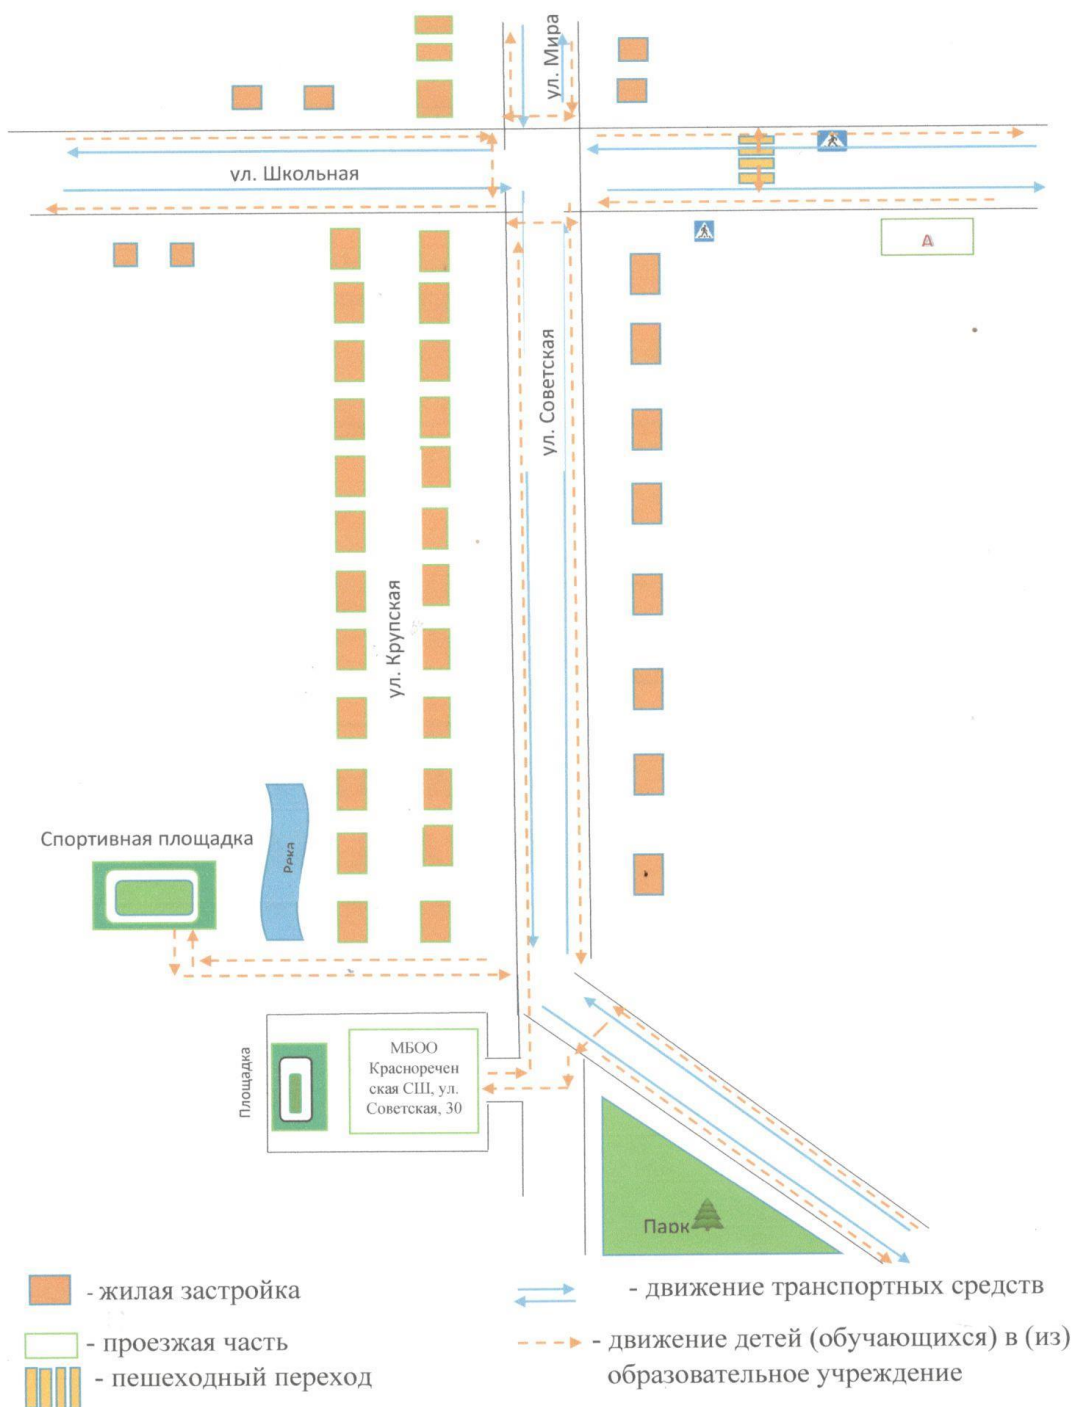 ул. Мира
ул. Школьная
А
ул. Советская
ул. Крупская
Спортивная площадка
Река
Площадка
МБОО
Красноречен
ская СШ, ул.
Советская, 30
Парк
- жилая застройка
- проезжая часть
- пешеходный переход
- движение транспортных средств
- движение детей (обучающихся) в (из)
образовательное учреждение